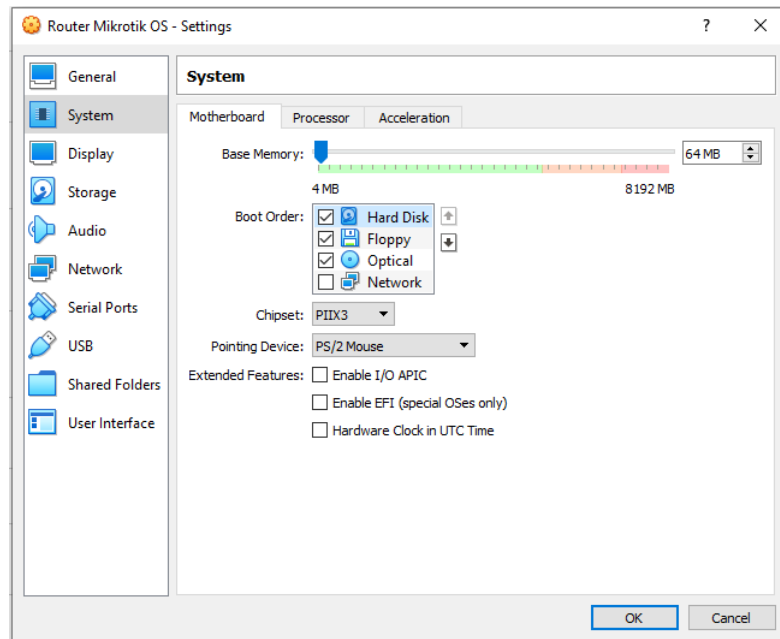 Router Mikrotik OS - Settings
?
General
System
Display
Storage
Audio
Network
Serial Ports
USB
Shared Folders
User Interface
System
Motherboard Processor Acceleration
Base Memory: 64 MB
4 MB 8192 MB
Boot Order: Hard Disk
Floppy
Optical
Network
Chipset: PIIX3
Pointing Device: PS/2 Mouse
Extended Features: Enable I/O APIC
Enable EFI (special OSes only)
Hardware Clock in UTC Time
OK Cancel